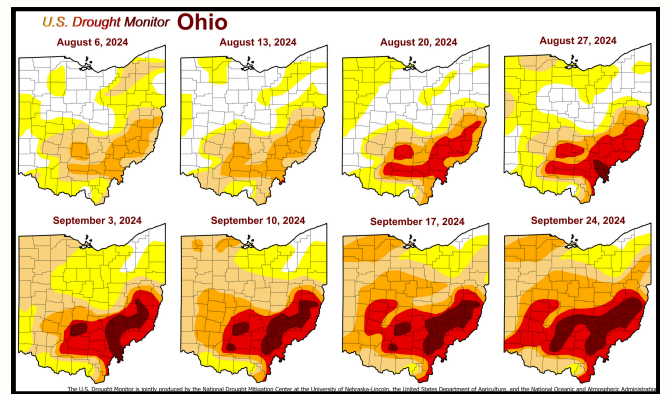 U.S. Drought Monitor Ohio
August 6, 2024
August 13, 2024
August 20, 2024
August 27, 2024
September 3, 2024
September 10, 2024
September 17, 2024
September 24, 2024
The U.S. Drought Monitor is jointly produced by the National Drought Mitigation Center at the University of Nebraska-Lincoln, the United States Department of Agriculture, and the National Oceanic and Atmospheric Administratio